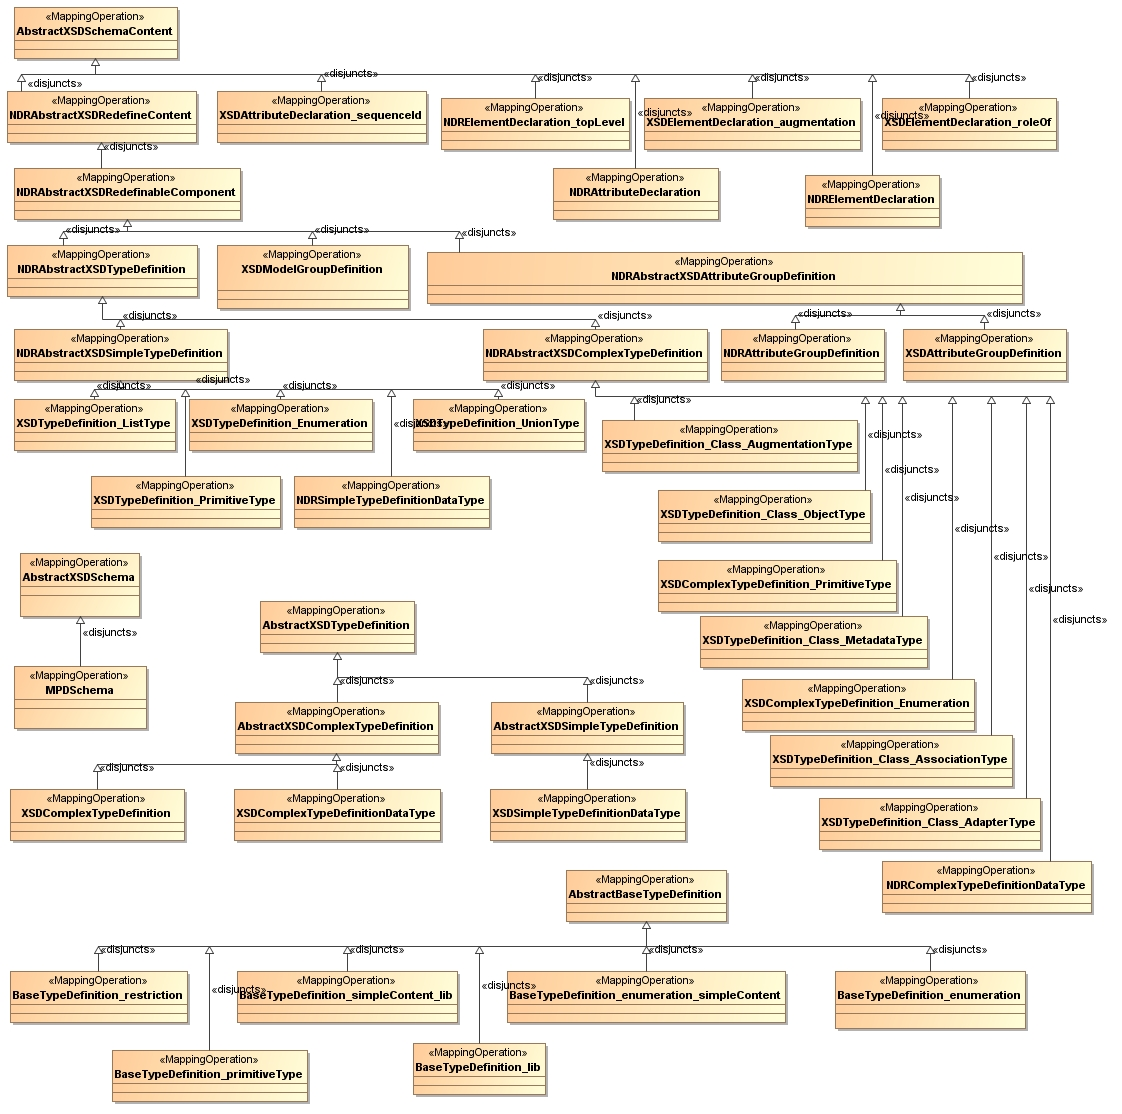 «MappingOperation»
AbstractXSDSchemaContent
«disjuncts»
«disjuncts»
«disjuncts»
«disjuncts»
«disjuncts»
«disjuncts»
«disjuncts»
«MappingOperation»
NDRAbstractXSDRedefineContent
«MappingOperation»
XSDAttributeDeclaration_sequenceId
«MappingOperation»
NDRElementDeclaration_topLevel
«MappingOperation»
XSDElementDeclaration_augmentation
«MappingOperation»
XSDElementDeclaration_roleOf
«disjuncts»
«MappingOperation»
NDRAbstractXSDRedefinableComponent
«MappingOperation»
NDRAttributeDeclaration
«MappingOperation»
NDRElementDeclaration
«disjuncts»
«disjuncts»
«disjuncts»
«MappingOperation»
NDRAbstractXSDTypeDefinition
«MappingOperation»
XSDModelGroupDefinition
«MappingOperation»
NDRAbstractXSDAttributeGroupDefinition
«disjuncts»
«disjuncts»
«disjuncts»
«disjuncts»
«MappingOperation»
NDRAbstractXSDSimpleTypeDefinition
«MappingOperation»
NDRAbstractXSDComplexTypeDefinition
«MappingOperation»
NDRAttributeGroupDefinition
«MappingOperation»
XSDAttributeGroupDefinition
«disjuncts»
«disjuncts»
«disjuncts»
«disjuncts»
«disjuncts»
«MappingOperation»
XSDTypeDefinition_ListType
«MappingOperation»
XSDTypeDefinition_Enumeration
«MappingOperation»
XSDTypeDefinition_UnionType
«MappingOperation»
XSDTypeDefinition_PrimitiveType
«MappingOperation»
NDRSimpleTypeDefinitionDataType
«disjuncts»
«MappingOperation»
XSDTypeDefinition_Class_AugmentationType
«disjuncts»
«disjuncts»
«MappingOperation»
XSDTypeDefinition_Class_ObjectType
«disjuncts»
«disjuncts»
«disjuncts»
«MappingOperation»
XSDComplexTypeDefinition_PrimitiveType
«disjuncts»
«disjuncts»
«MappingOperation»
XSDTypeDefinition_Class_MetadataType
«MappingOperation»
XSDComplexTypeDefinition_Enumeration
«MappingOperation»
XSDTypeDefinition_Class_AssociationType
«MappingOperation»
XSDTypeDefinition_Class_AdapterType
«MappingOperation»
NDRComplexTypeDefinitionDataType
«MappingOperation»
AbstractXSDSchema
«disjuncts»
«MappingOperation»
MPDSchema
«MappingOperation»
AbstractXSDTypeDefinition
«disjuncts»
«disjuncts»
«MappingOperation»
AbstractXSDComplexTypeDefinition
«MappingOperation»
AbstractXSDSimpleTypeDefinition
«disjuncts»
«disjuncts»
«disjuncts»
«MappingOperation»
XSDComplexTypeDefinition
«MappingOperation»
XSDComplexTypeDefinitionDataType
«MappingOperation»
XSDSimpleTypeDefinitionDataType
«MappingOperation»
AbstractBaseTypeDefinition
«disjuncts»
«disjuncts»
«disjuncts»
«disjuncts»
«disjuncts»
«disjuncts»
«MappingOperation»
BaseTypeDefinition_restriction
«MappingOperation»
BaseTypeDefinition_simpleContent_lib
«MappingOperation»
BaseTypeDefinition_enumeration_simpleContent
«MappingOperation»
BaseTypeDefinition_enumeration
«MappingOperation»
BaseTypeDefinition_primitiveType
«MappingOperation»
BaseTypeDefinition_lib